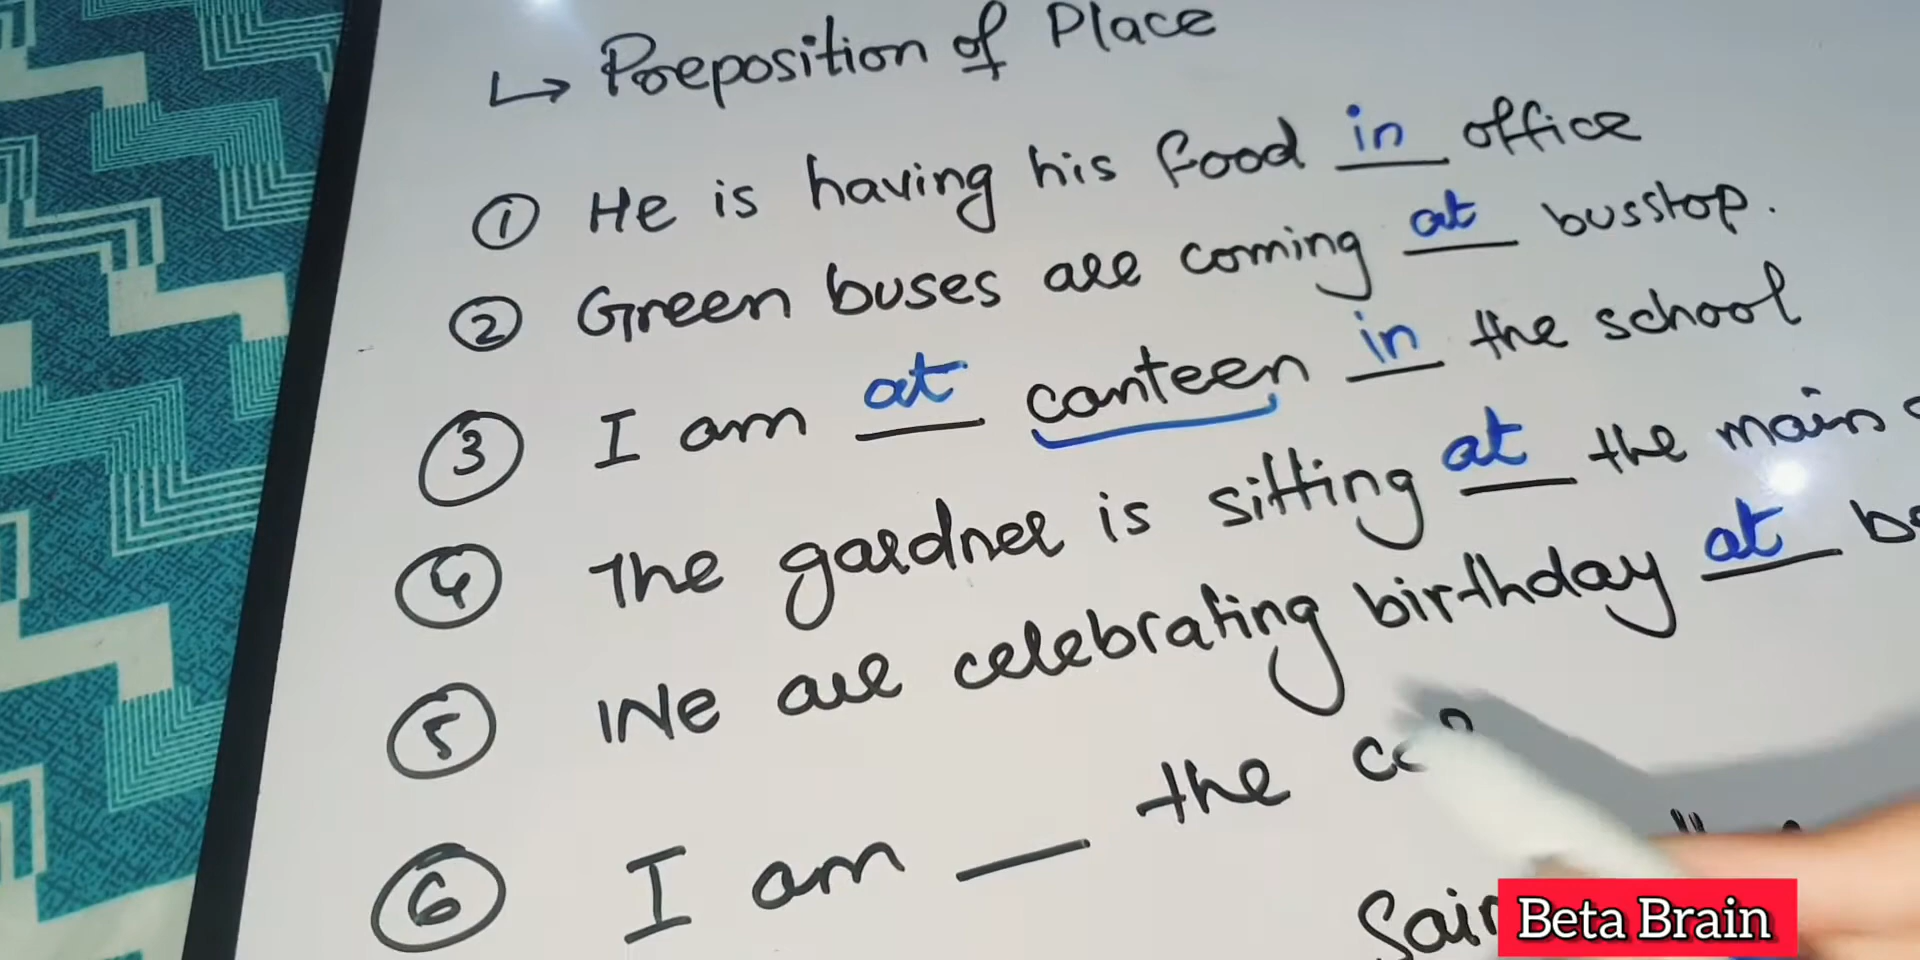 ↳ Preposition of Place
① He is having his food in office
② Green buses are coming at busstop.
③ I am at canteen in the school
④ The gardner is sitting at the main
⑤ We are celebrating birthday at
⑥ I am __ the
Beta Brain